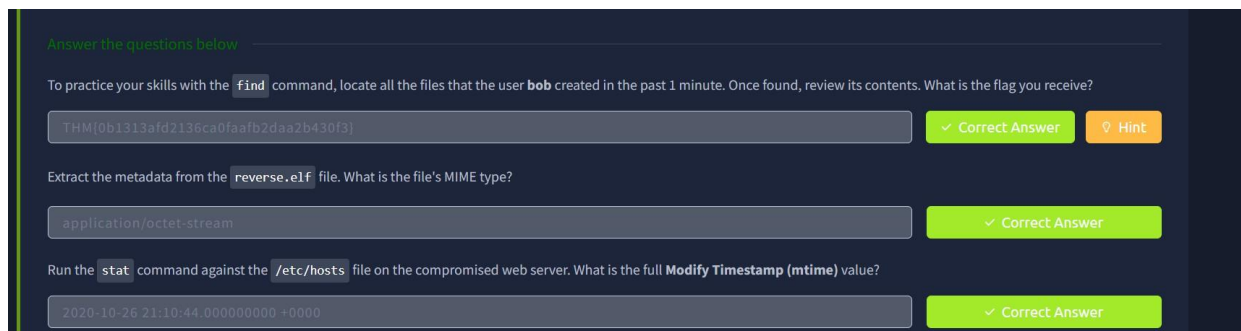 Answer the questions below
To practice your skills with the find command, locate all the files that the user bob created in the past 1 minute. Once found, review its contents. What is the flag you receive?
THM{0b1313afd2136ca0faafb2daa2b430f3}
✓ Correct Answer
Hint
Extract the metadata from the reverse.elf file. What is the file's MIME type?
application/octet-stream
✓ Correct Answer
Run the stat command against the /etc/hosts file on the compromised web server. What is the full Modify Timestamp (mtime) value?
2020-10-26 21:10:44.000000000 +0000
✓ Correct Answer